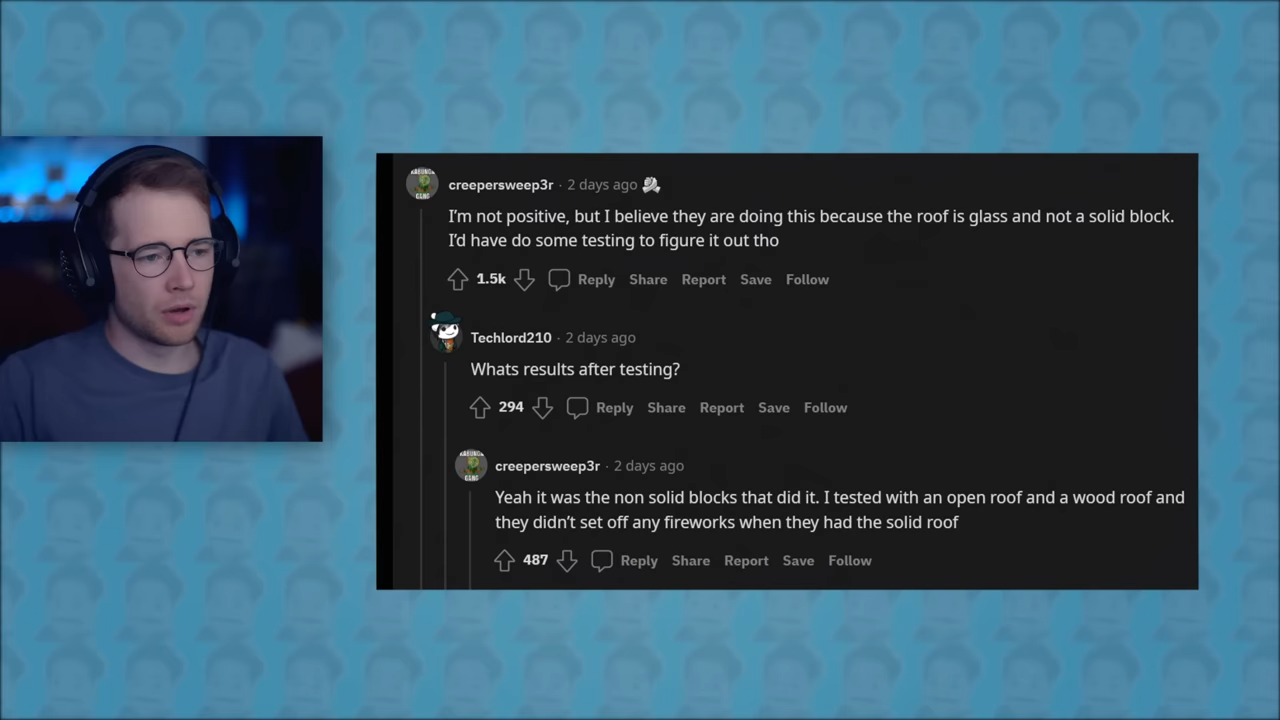 creepersweep3r · 2 days ago
I'm not positive, but I believe they are doing this because the roof is glass and not a solid block.
I'd have do some testing to figure it out tho
1.5k Reply Share Report Save Follow
Techlord210 · 2 days ago
Whats results after testing?
294 Reply Share Report Save Follow
creepersweep3r · 2 days ago
Yeah it was the non solid blocks that did it. I tested with an open roof and a wood roof and
they didn't set off any fireworks when they had the solid roof
487 Reply Share Report Save Follow